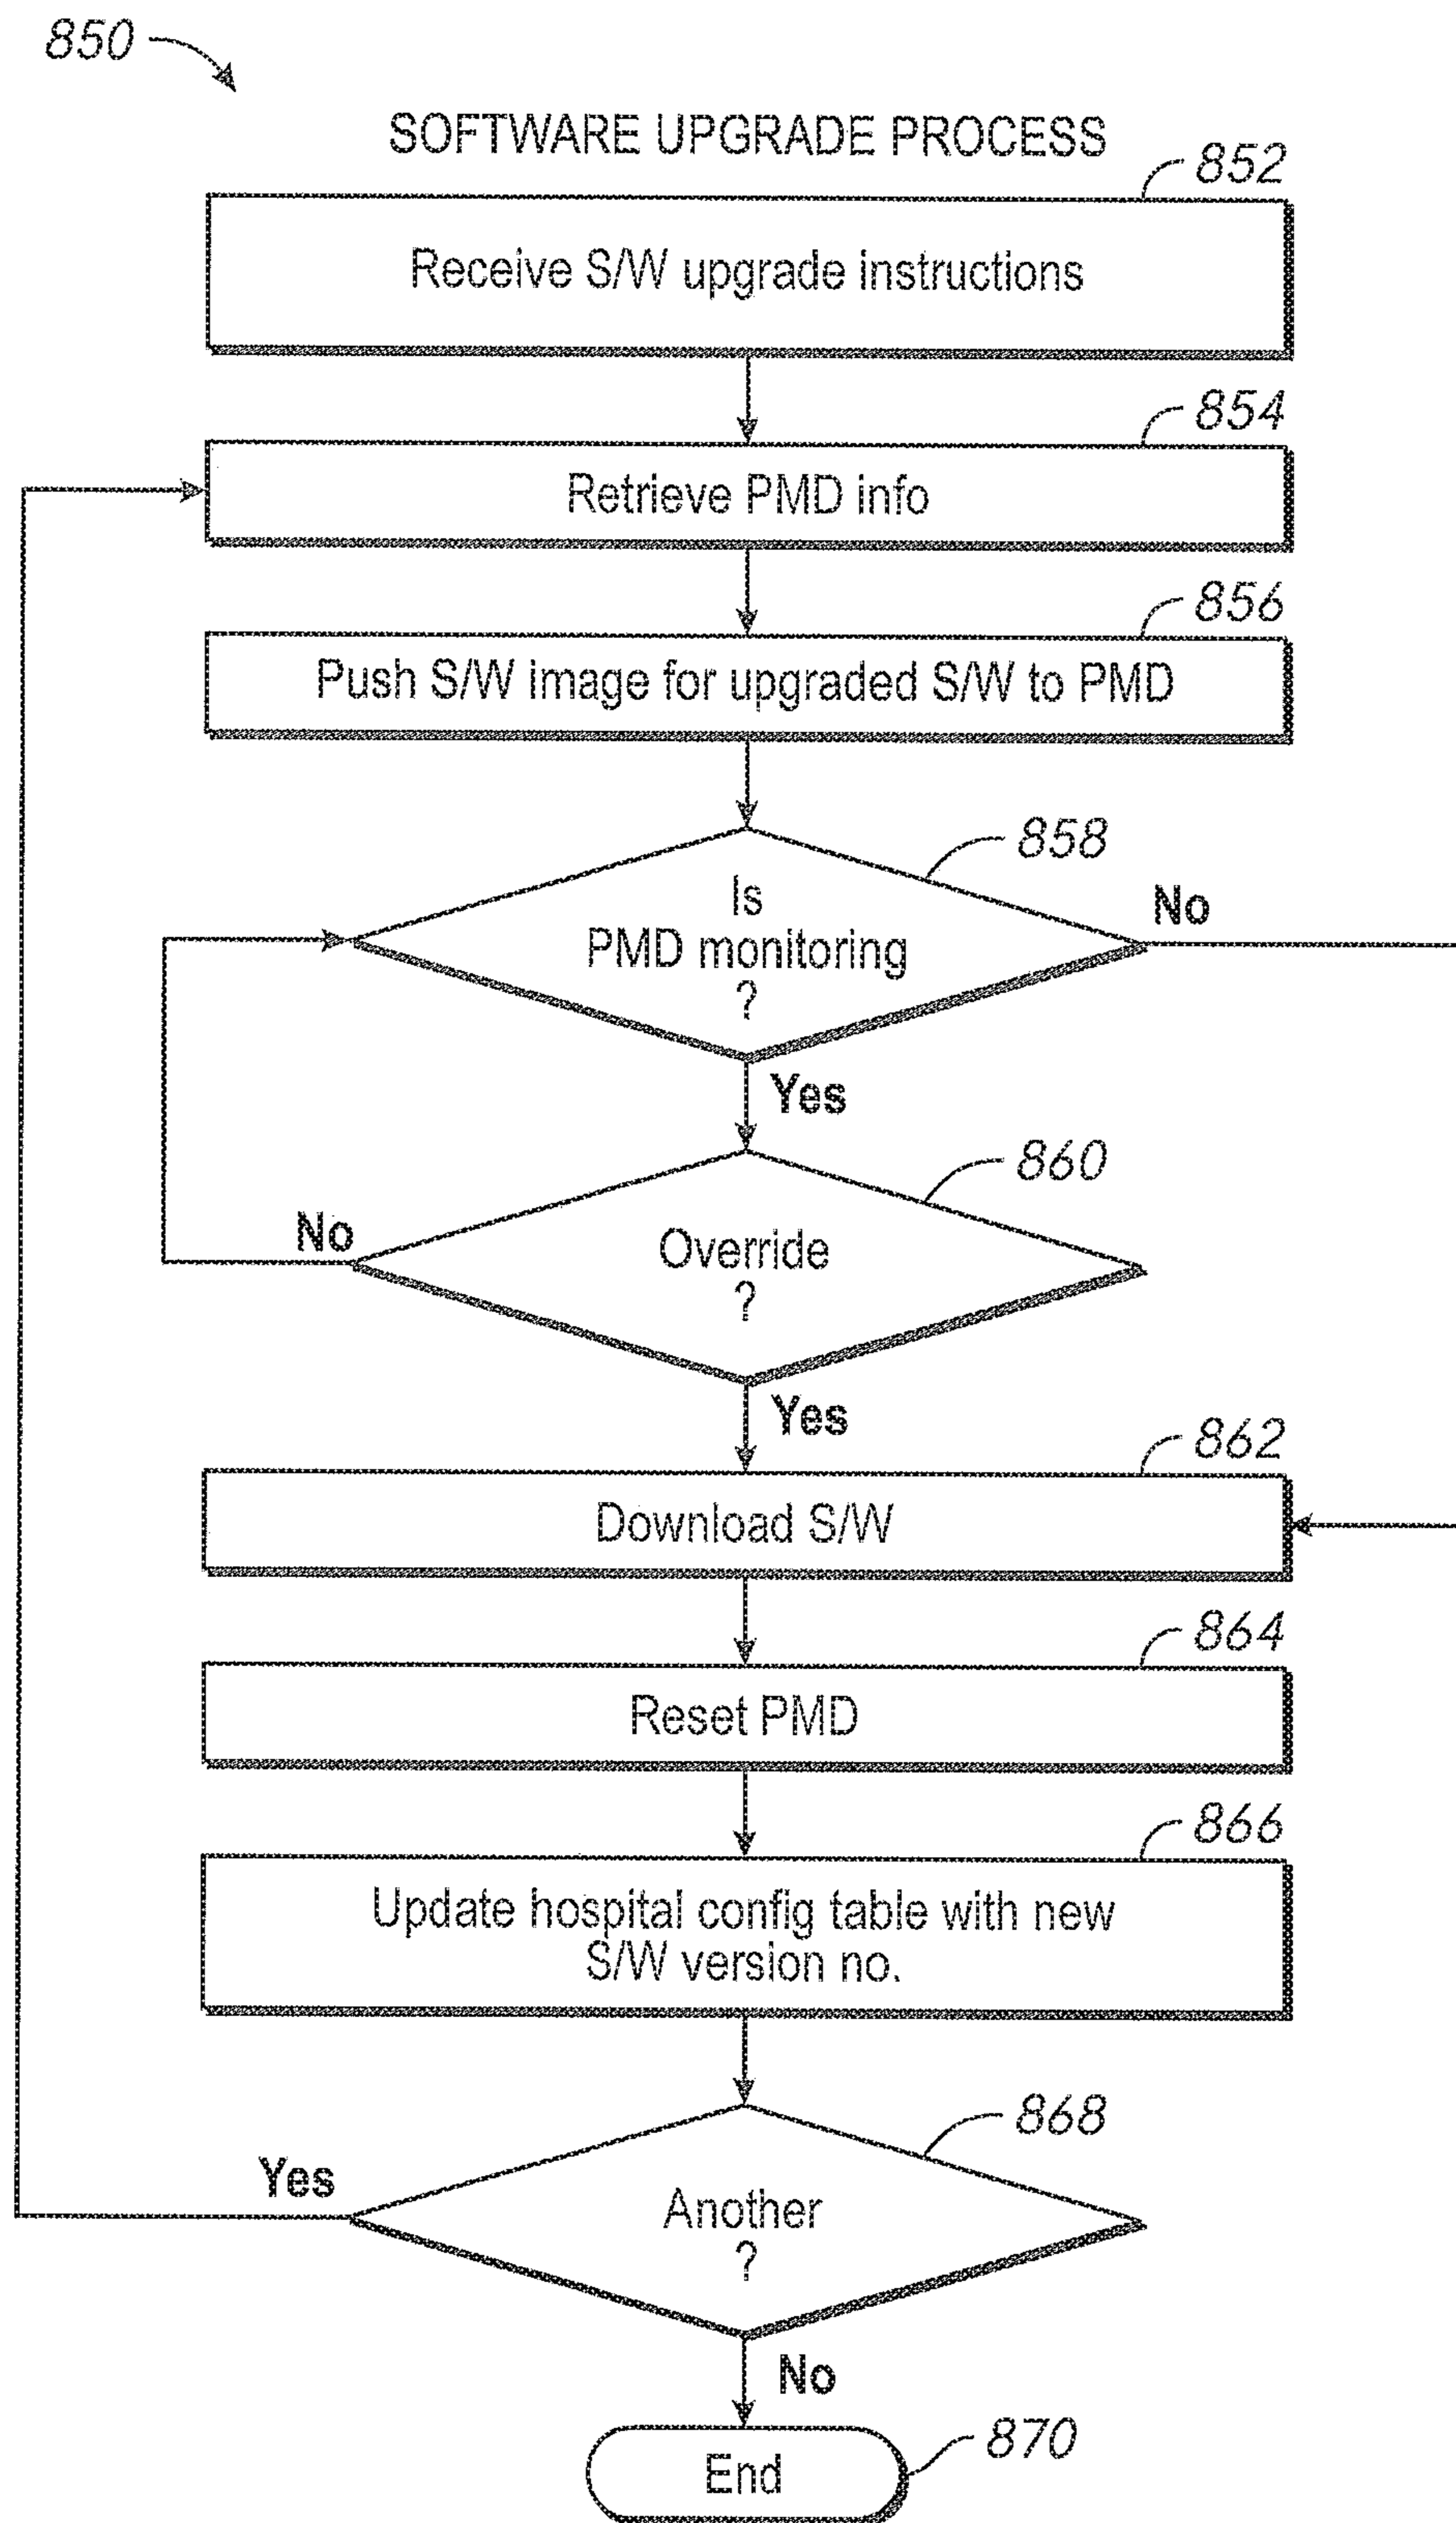 850
SOFTWARE UPGRADE PROCESS
852
Receive S/W upgrade instructions
854
Retrieve PMD info
856
Push S/W image for upgraded S/W to PMD
858
Is
PMD monitoring
?
No
Yes
860
No
Override
?
Yes
862
Download S/W
864
Reset PMD
866
Update hospital config table with new
S/W version no.
868
Yes
Another
?
No
End
870